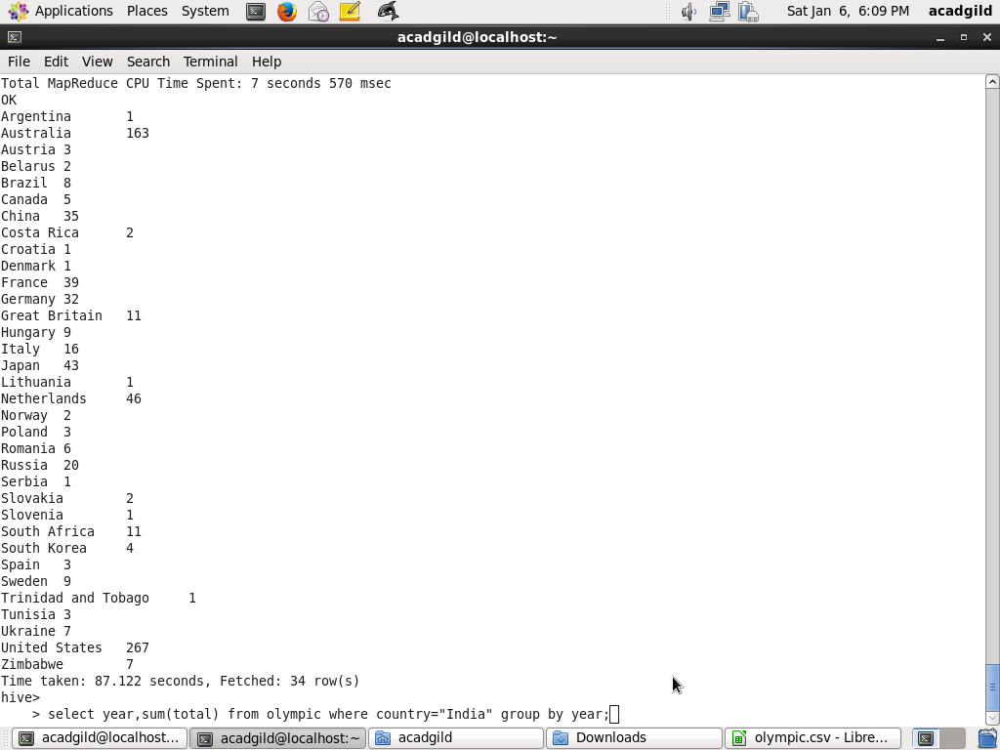 Applications Places System Sat Jan 6, 6:09 PM acadgild
acadgild@localhost:~
File Edit View Search Terminal Help
Total MapReduce CPU Time Spent: 7 seconds 570 msec
OK
Argentina 1
Australia 163
Austria 3
Belarus 2
Brazil 8
Canada 5
China 35
Costa Rica 2
Croatia 1
Denmark 1
France 39
Germany 32
Great Britain 11
Hungary 9
Italy 16
Japan 43
Lithuania 1
Netherlands 46
Norway 2
Poland 3
Romania 6
Russia 20
Serbia 1
Slovakia 2
Slovenia 1
South Africa 11
South Korea 4
Spain 3
Sweden 9
Trinidad and Tobago 1
Tunisia 3
Ukraine 7
United States 267
Zimbabwe 7
Time taken: 87.122 seconds, Fetched: 34 row(s)
hive>
> select year,sum(total) from olympic where country="India" group by year;
acadgild@localhost... acadgild@localhost:~ acadgild Downloads olympic.csv - Libre...